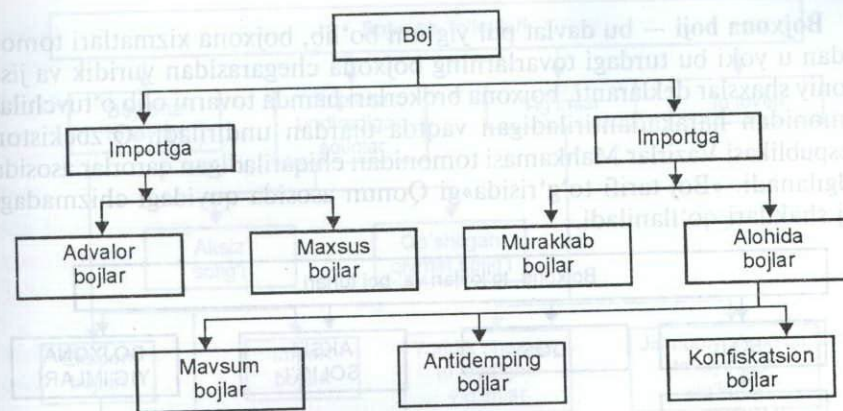 Boj
Importga
Importga
Advalor
bojlar
Maxsus
bojlar
Murakkab
bojlar
Alohida
bojlar
Mavsum
bojlar
Antidemping
bojlar
Konfiskatsion
bojlar